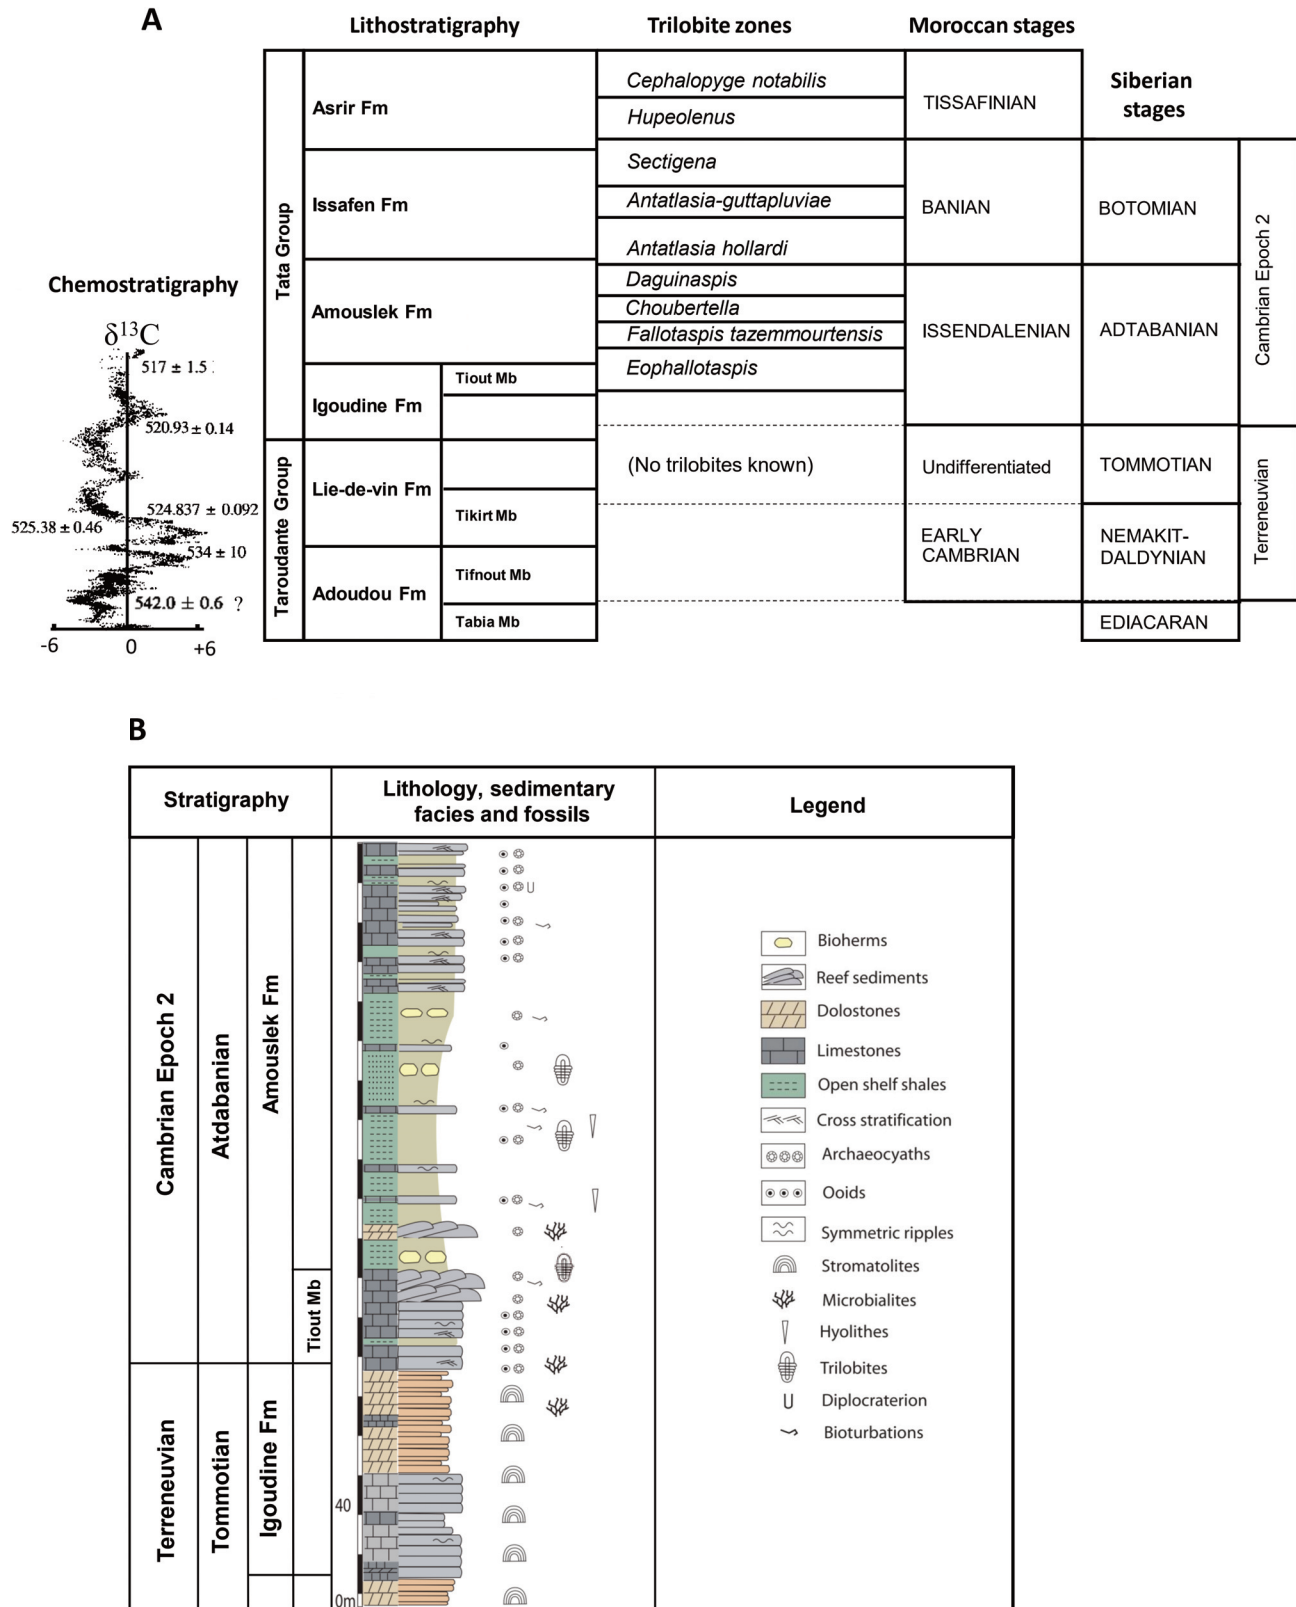 A
Lithostratigraphy
Trilobite zones
Moroccan stages
Siberian
stages
Chemostratigraphy
δ¹³C
517 ± 1.5
520.93 ± 0.14
524.837 ± 0.092
525.38 ± 0.46
534 ± 10
542.0 ± 0.6 ?
-6
0
+6
Tata Group
Taroudante Group
Asrir Fm
Issafen Fm
Amouslek Fm
Igoudine Fm
Tiout Mb
Lie-de-vin Fm
Tikirt Mb
Adoudou Fm
Tifnout Mb
Tabia Mb
Cephalopyge notabilis
Hupeolenus
Sectigena
Antatlasia-guttapluviae
Antatlasia hollardi
Daguinaspis
Choubertella
Fallotaspis tazemmourtensis
Eophallotaspis
(No trilobites known)
TISSAFINIAN
BANIAN
ISSENDALENIAN
Undifferentiated
EARLY
CAMBRIAN
BOTOMIAN
ADTABANIAN
TOMMOTIAN
NEMAKIT-
DALDYNIAN
EDIACARAN
Cambrian Epoch 2
Terreneuvian
B
Stratigraphy
Lithology, sedimentary
facies and fossils
Legend
Cambrian Epoch 2
Terreneuvian
Atdabanian
Tommotian
Amouslek Fm
Igoudine Fm
Tiout Mb
40
0m
Bioherms
Reef sediments
Dolostones
Limestones
Open shelf shales
Cross stratification
Archaeocyaths
Ooids
Symmetric ripples
Stromatolites
Microbialites
Hyolithes
Trilobites
Diplocraterion
Bioturbations